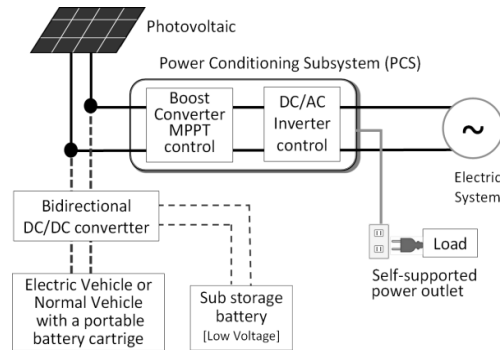 Photovoltaic
Power Conditioning Subsystem (PCS)
Boost
Converter
MPPT
control
DC/AC
Inverter
control
~
Electric
System
Bidirectional
DC/DC convertter
Load
Self-supported
power outlet
Electric Vehicle or
Normal Vehicle
with a portable
battery cartrige
Sub storage
battery
[Low Voltage]